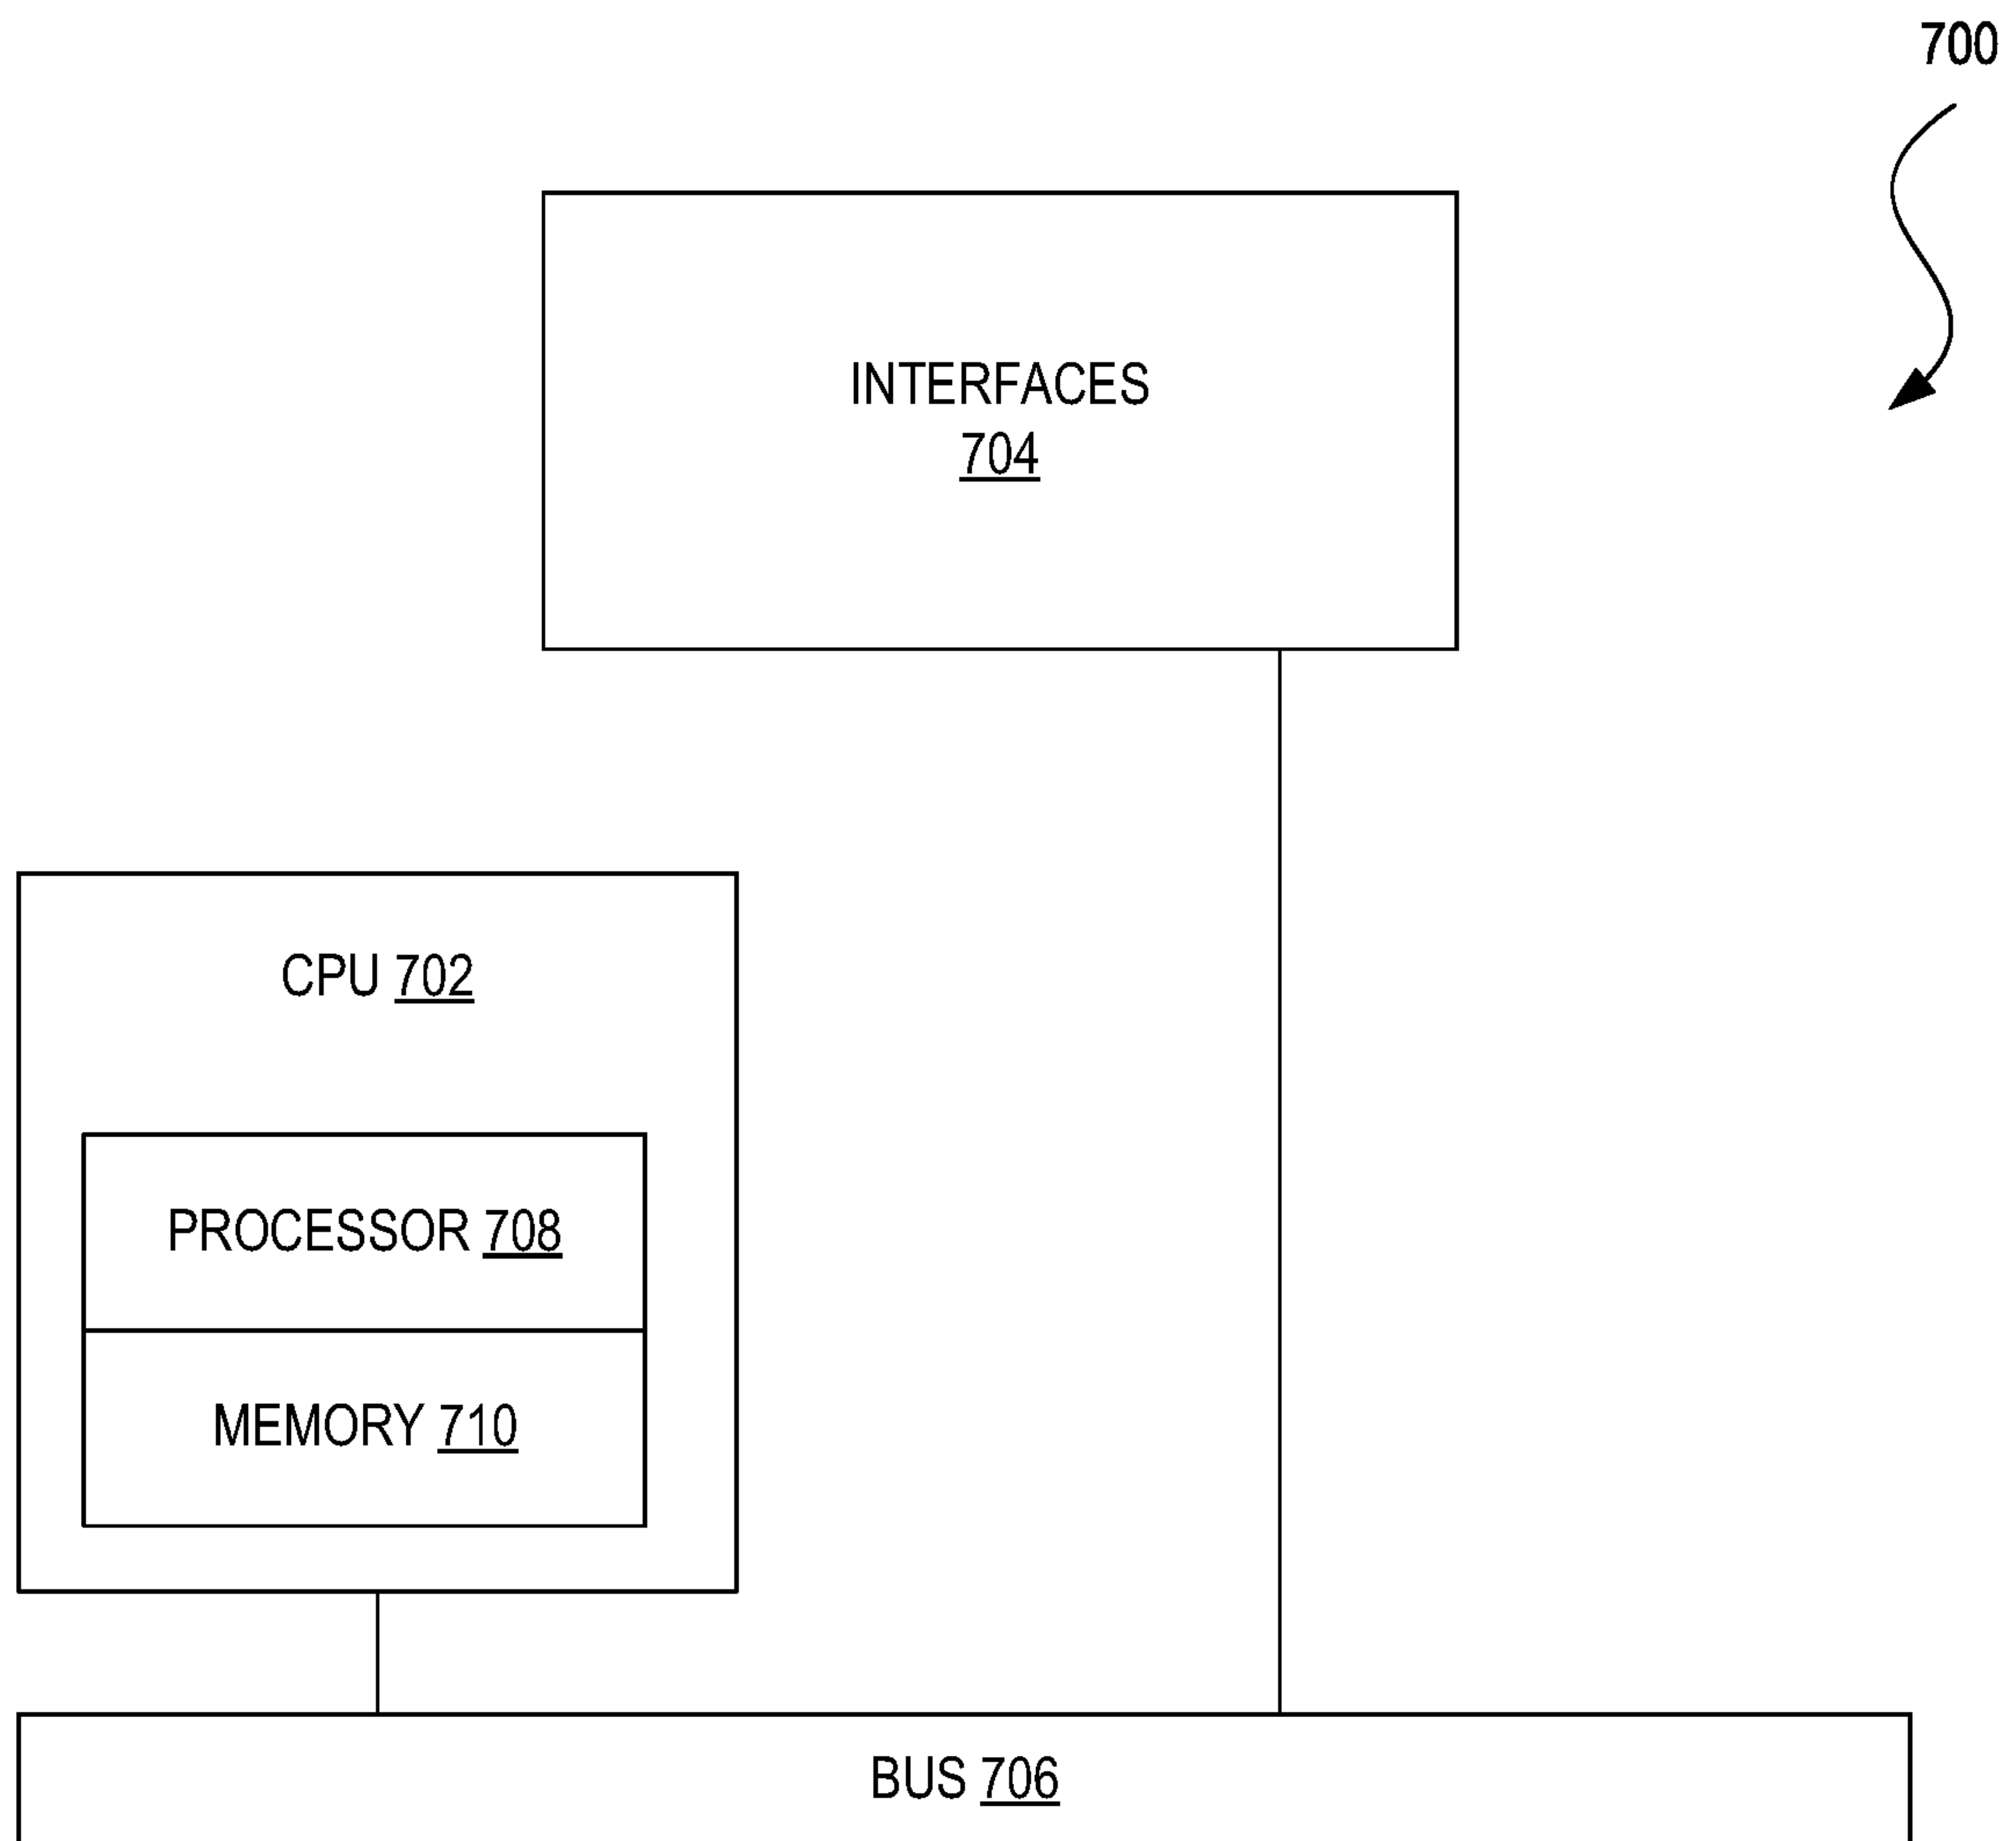 700
INTERFACES
704
CPU 702
PROCESSOR 708
MEMORY 710
BUS 706